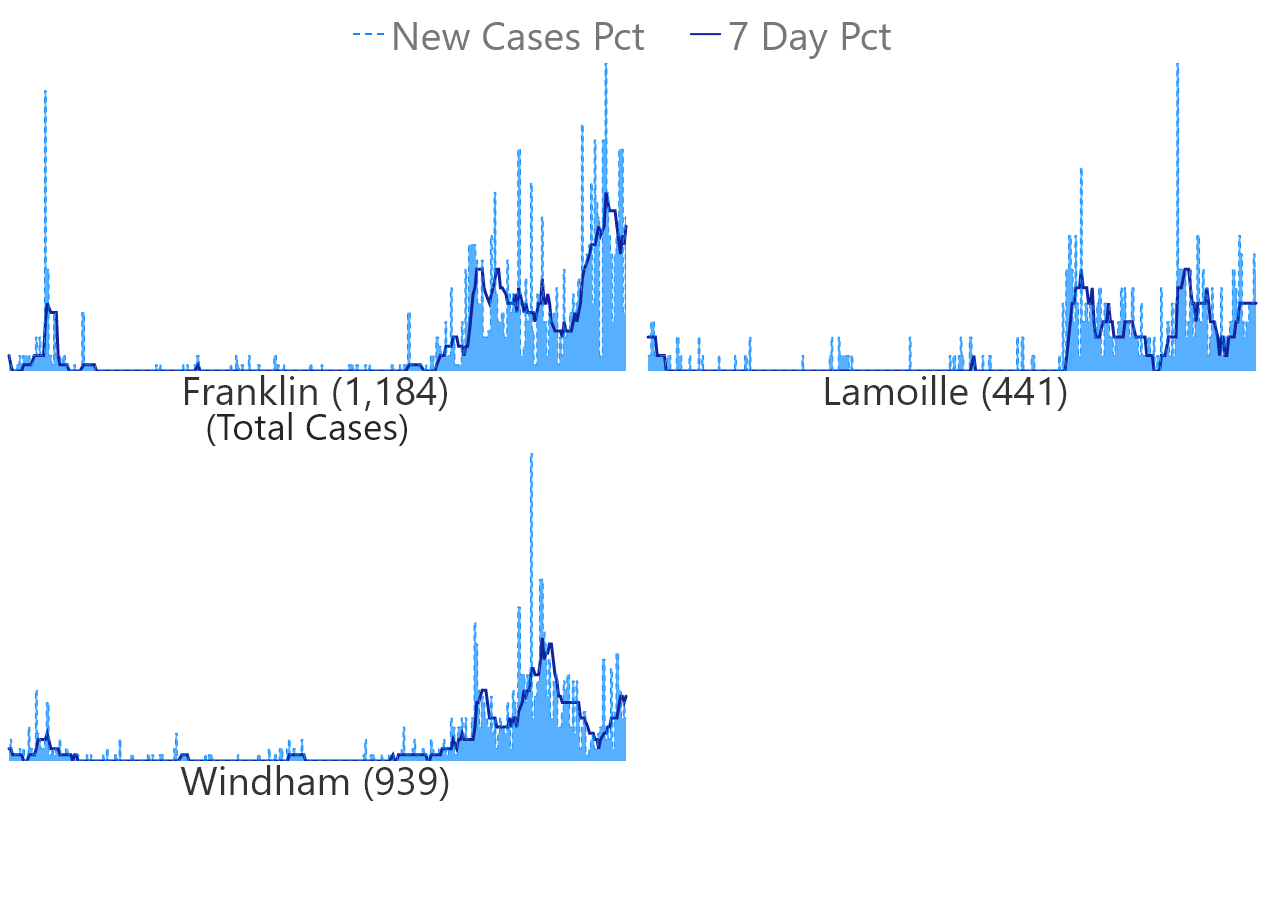 New Cases Pct 7 Day Pct
Franklin (1,184)
(Total Cases)
Lamoille (441)
Windham (939)